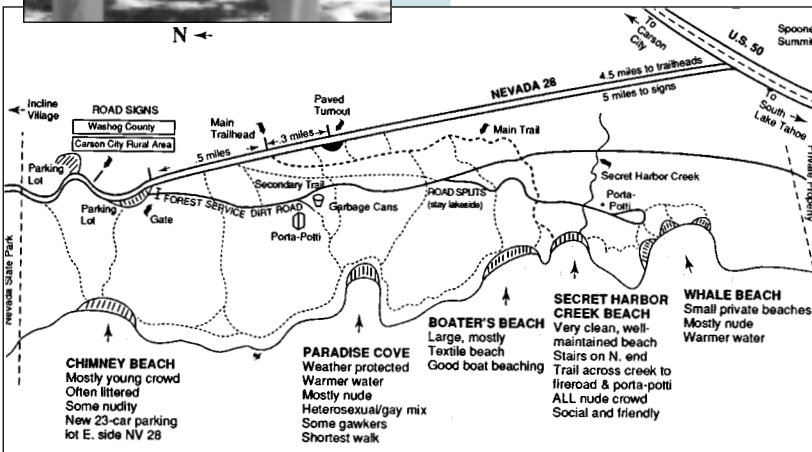 N
To
Carson
City
U.S. 50
Spoone
Summit
NEVADA 28
4.5 miles to trailheads
5 miles to signs
To
South
Lake Tahoe
Incline
Village
ROAD SIGNS
Washog County
Carson City Rural Area
Main
Trailhead
.3 miles
Paved
Turnout
.5 miles
Main Trail
Parking
Lot
Parking
Lot
Gate
FOREST SERVICE DIRT ROAD
Secondary Trail
Garbage Cans
Porta-Potti
ROAD SPLITS
(stay lakeside)
Secret Harbor Creek
Porta-
Potti
Private Property
Nevada State Park
CHIMNEY BEACH
Mostly young crowd
Often littered
Some nudity
New 23-car parking
lot E. side NV 28
PARADISE COVE
Weather protected
Warmer water
Mostly nude
Heterosexual/gay mix
Some gawkers
Shortest walk
BOATER'S BEACH
Large, mostly
Textile beach
Good boat beaching
SECRET HARBOR
CREEK BEACH
Very clean, well-
maintained beach
Stairs on N. end
Trail across creek to
fireroad & porta-potti
ALL nude crowd
Social and friendly
WHALE BEACH
Small private beaches
Mostly nude
Warmer water